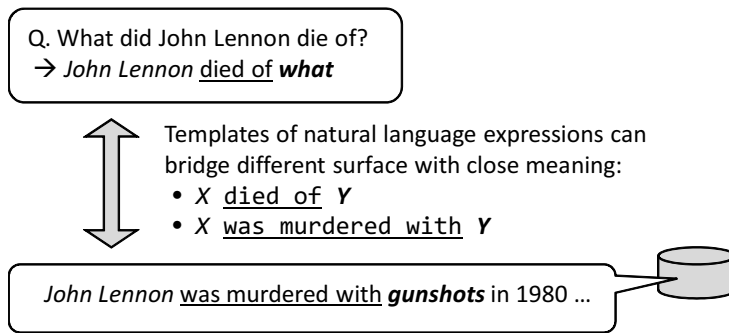 Q. What did John Lennon die of?
→ John Lennon died of what
Templates of natural language expressions can
bridge different surface with close meaning:
• X died of Y
• X was murdered with Y
John Lennon was murdered with gunshots in 1980 ...